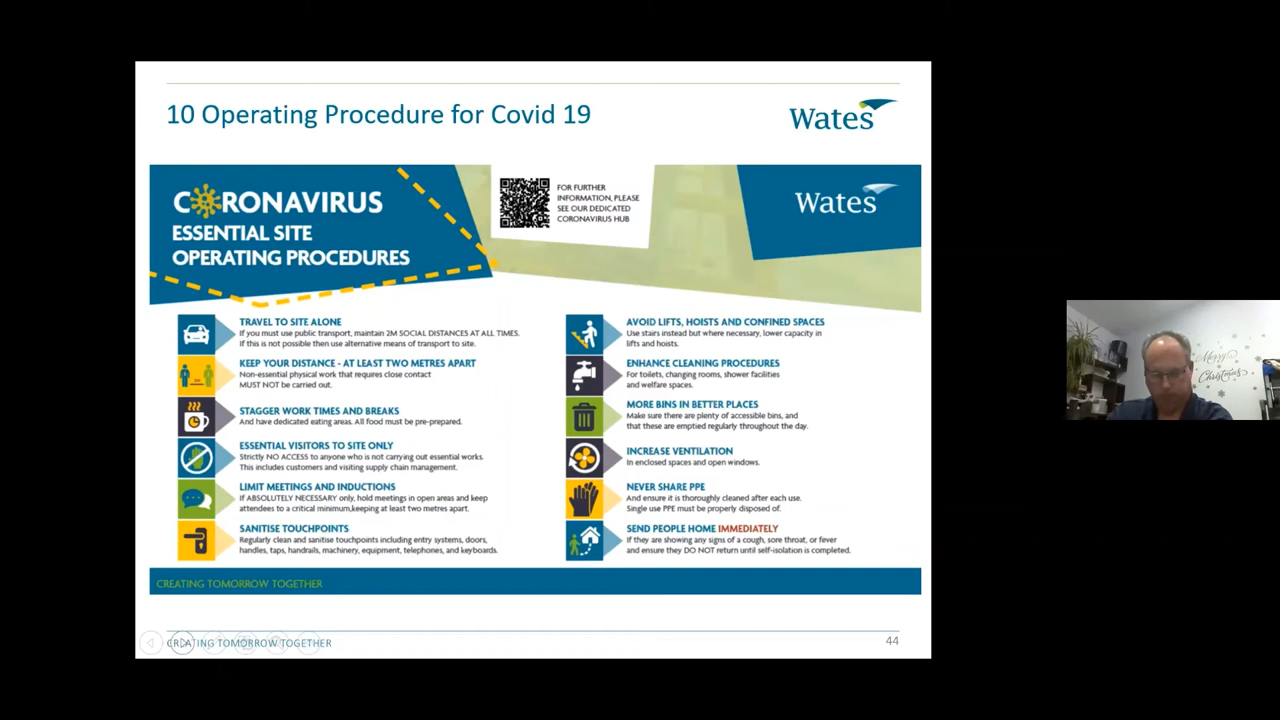 10 Operating Procedure for Covid 19
Wates
CORONAVIRUS
ESSENTIAL SITE
OPERATING PROCEDURES
FOR FURTHER
INFORMATION, PLEASE
SEE OUR DEDICATED
CORONAVIRUS HUB
Wates
TRAVEL TO SITE ALONE
If you must use public transport, maintain 2M SOCIAL DISTANCES AT ALL TIMES.
If this is not possible then use alternative means of transport to site.
KEEP YOUR DISTANCE - AT LEAST TWO METRES APART
Non-essential physical work that requires close contact
MUST NOT be carried out.
STAGGER WORK TIMES AND BREAKS
And have dedicated eating areas. All food must be pre-prepared.
ESSENTIAL VISITORS TO SITE ONLY
Strictly NO ACCESS to anyone who is not carrying out essential works.
This includes customers and visiting supply chain management.
LIMIT MEETINGS AND INDUCTIONS
If ABSOLUTELY NECESSARY only, hold meetings in open areas and keep
attendees to a critical minimum,keeping at least two metres apart.
SANITISE TOUCHPOINTS
Regularly clean and sanitise touchpoints including entry systems, doors,
handles, taps, handrails, machinery, equipment, telephones, and keyboards.
AVOID LIFTS, HOISTS AND CONFINED SPACES
Use stairs instead but where necessary, lower capacity in
lifts and hoists.
ENHANCE CLEANING PROCEDURES
For toilets, changing rooms, shower facilities
and welfare spaces.
MORE BINS IN BETTER PLACES
Make sure there are plenty of accessible bins, and
that these are emptied regularly throughout the day.
INCREASE VENTILATION
In enclosed spaces and open windows.
NEVER SHARE PPE
And ensure it is thoroughly cleaned after each use.
Single use PPE must be properly disposed of.
SEND PEOPLE HOME IMMEDIATELY
If they are showing any signs of a cough, sore throat, or fever
and ensure they DO NOT return until self-isolation is completed.
CREATING TOMORROW TOGETHER
CREATING TOMORROW TOGETHER
44
Merry
Christmas